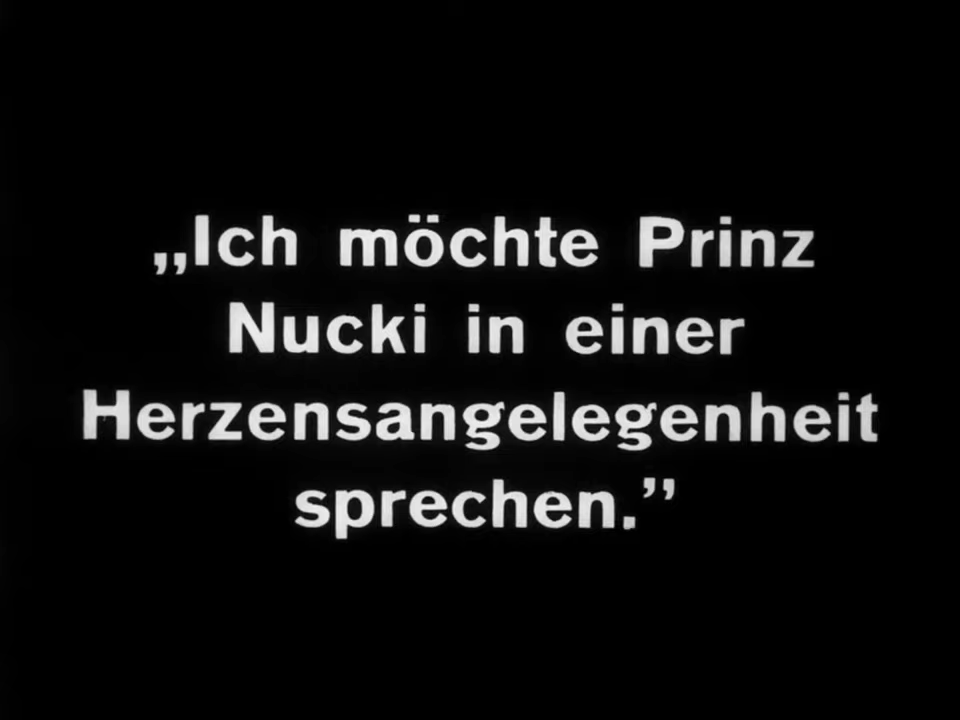 „Ich möchte Prinz
Nucki in einer
Herzensangelegenheit
sprechen.”